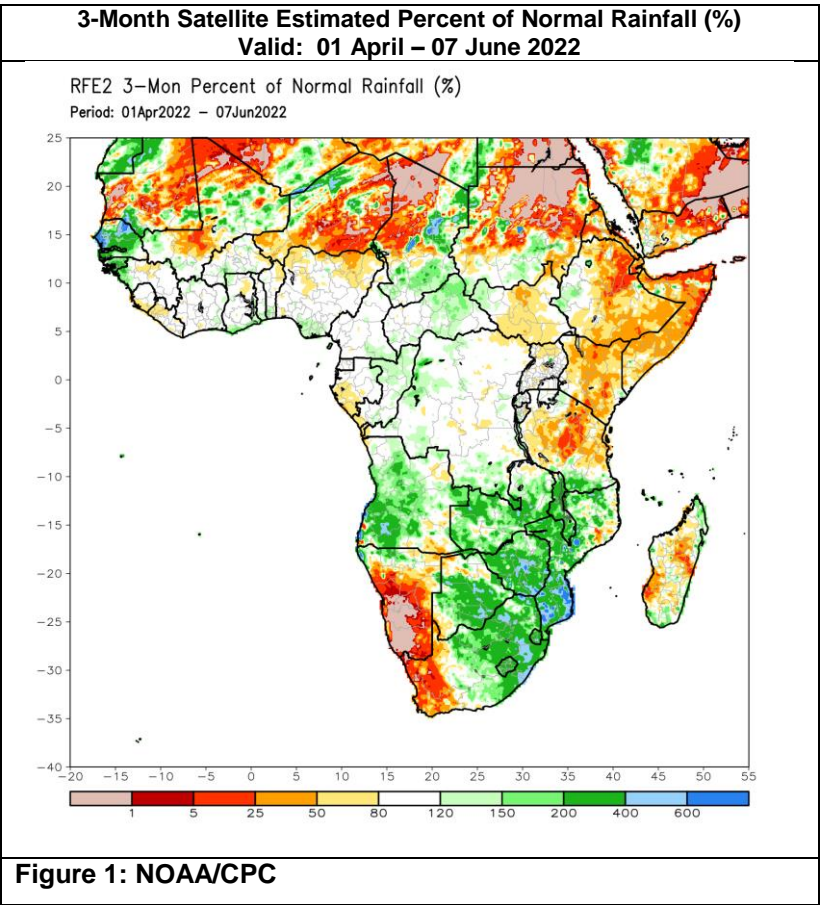 3-Month Satellite Estimated Percent of Normal Rainfall (%)
Valid:  01 April – 07 June 2022
RFE2 3-Mon Percent of Normal Rainfall (%)
Period: 01Apr2022 – 07Jun2022
25
20
15
10
5
0
−5
−10
−15
−20
−25
−30
−35
−40
−20 −15 −10 −5 0 5 10 15 20 25 30 35 40 45 50 55
1 5 25 50 80 120 150 200 400 600
Figure 1: NOAA/CPC